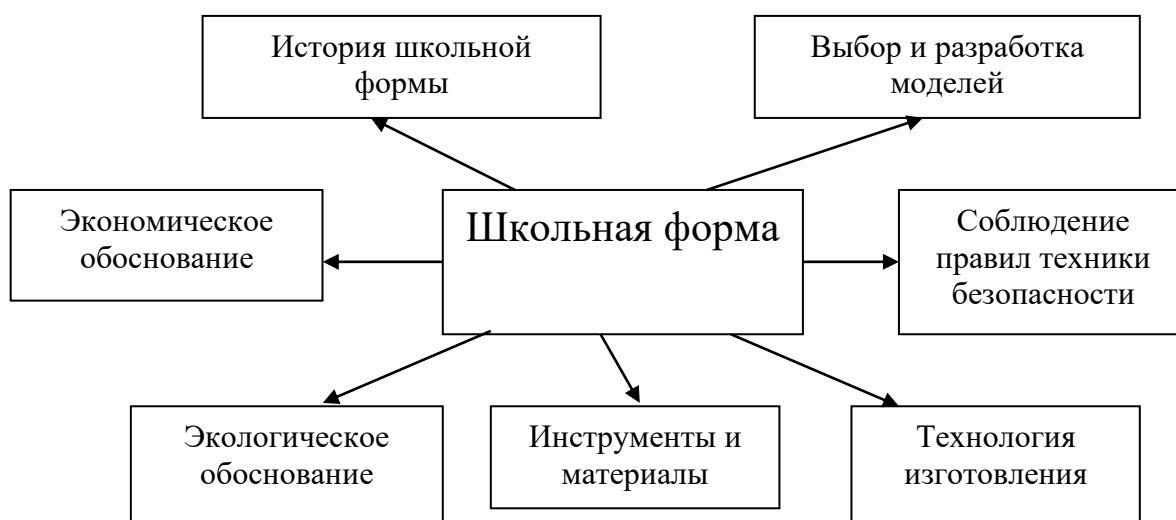 История школьной
формы
Выбор и разработка
моделей
Экономическое
обоснование
Школьная форма
Соблюдение
правил техники
безопасности
Экологическое
обоснование
Инструменты и
материалы
Технология
изготовления